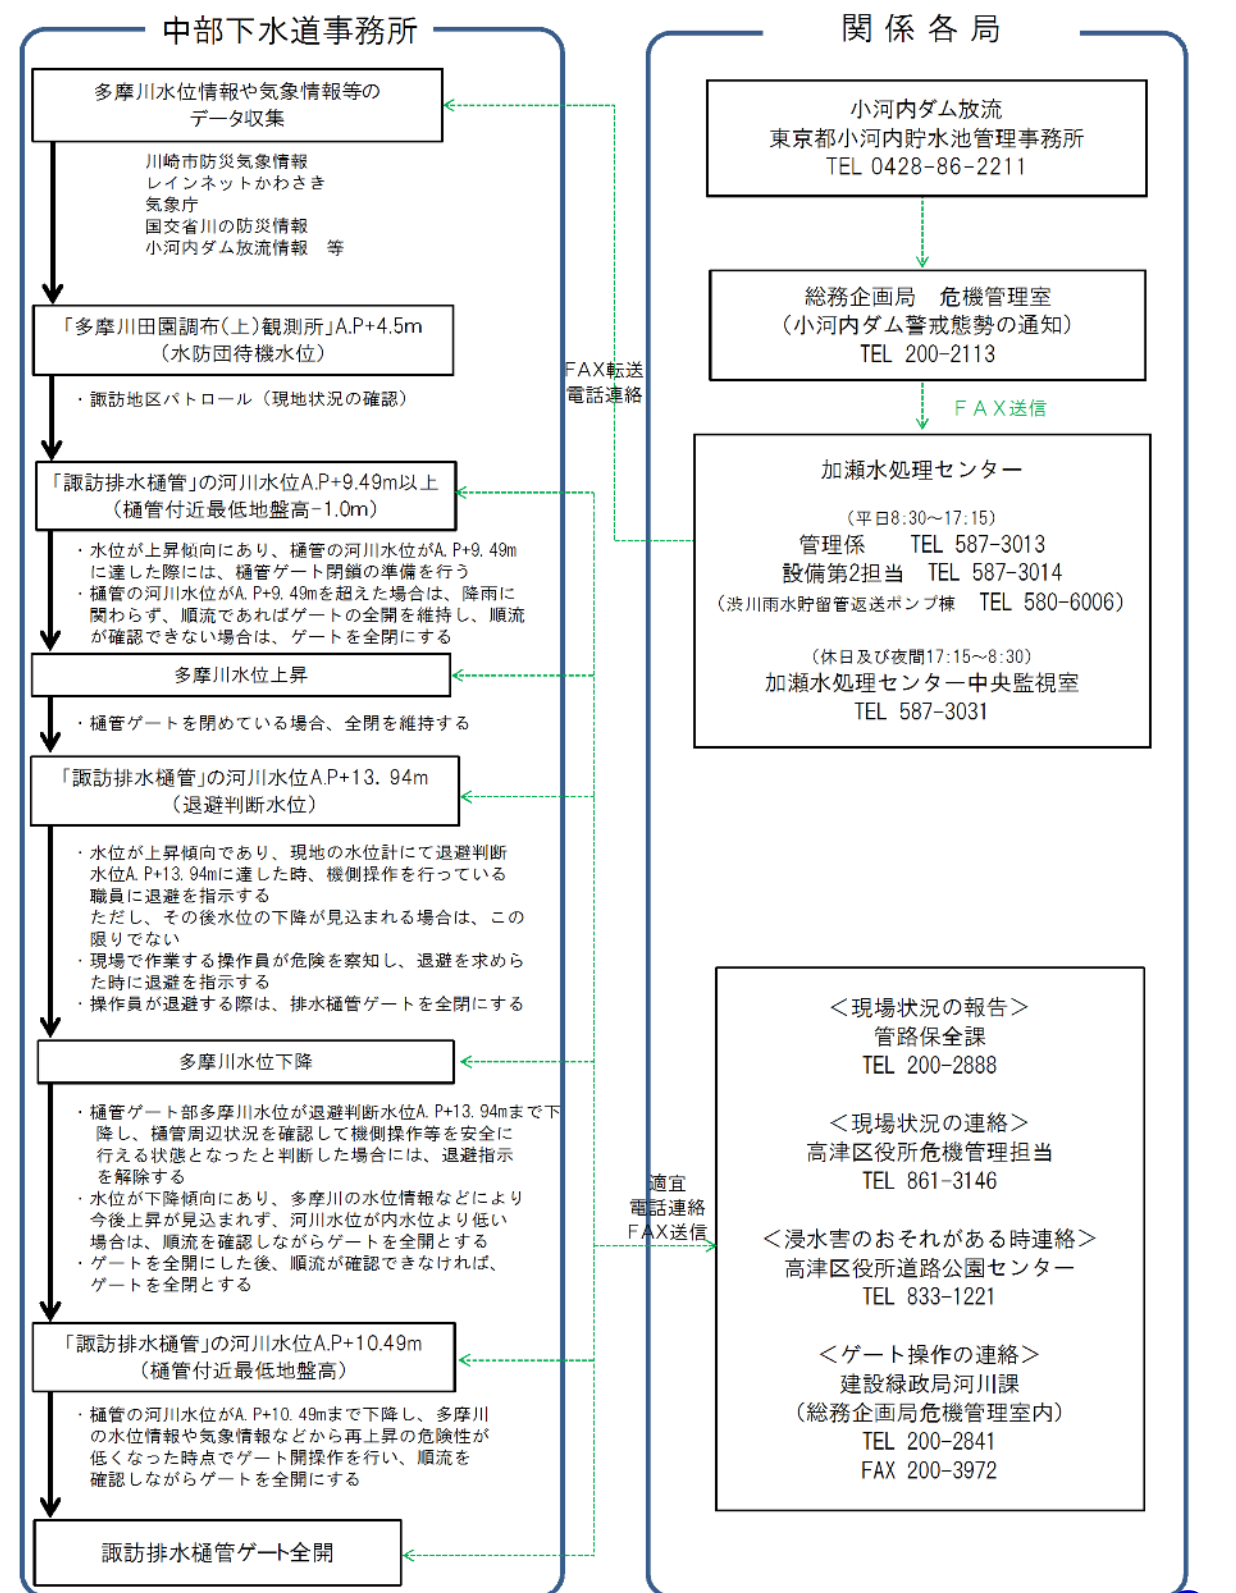 中部下水道事務所
多摩川水位情報や気象情報等の
データ収集
川崎市防災気象情報
レインネットかわさき
気象庁
国交省川の防災情報
小河内ダム放流情報　等
「多摩川田園調布(上)観測所」A.P+4.5m
(水防団待機水位)
・諏訪地区パトロール（現地状況の確認）
「諏訪排水樋管」の河川水位A.P+9.49m以上
(樋管付近最低地盤高-1.0m)
・水位が上昇傾向にあり、樋管の河川水位がA.P+9.49m
に達した際には、樋管ゲート閉鎖の準備を行う
・樋管の河川水位がA.P+9.49mを超えた場合は、降雨に
関わらず、順流であればゲートの全開を維持し、順流
が確認できない場合は、ゲートを全閉にする
多摩川水位上昇
・樋管ゲートを閉めている場合、全閉を維持する
「諏訪排水樋管」の河川水位A.P+13.94m
(退避判断水位)
・水位が上昇傾向であり、現地の水位計にて退避判断
水位A.P+13.94mに達した時、機側操作を行っている
職員に退避を指示する
ただし、その後水位の下降が見込まれる場合は、この
限りでない
・現場で作業する操作員が危険を察知し、退避を求めら
た時に退避を指示する
・操作員が退避する際は、排水樋管ゲートを全閉にする
多摩川水位下降
・樋管ゲート部多摩川水位が退避判断水位A.P+13.94mまで下
降し、樋管周辺状況を確認して機側操作等を安全に
行える状態となったと判断した場合には、退避指示
を解除する
・水位が下降傾向にあり、多摩川の水位情報などにより
今後上昇が見込まれず、河川水位が内水位より低い
場合は、順流を確認しながらゲートを全開とする
・ゲートを全開にした後、順流が確認できなければ、
ゲートを全閉とする
「諏訪排水樋管」の河川水位A.P+10.49m
(樋管付近最低地盤高)
・樋管の河川水位がA.P+10.49mまで下降し、多摩川
の水位情報や気象情報などから再上昇の危険性が
低くなった時点でゲート開操作を行い、順流を
確認しながらゲートを全開にする
諏訪排水樋管ゲート全開
FAX転送
電話連絡
適宜
電話連絡
FAX送信
関係各局
小河内ダム放流
東京都小河内貯水池管理事務所
TEL 0428-86-2211
総務企画局　危機管理室
(小河内ダム警戒態勢の通知)
TEL 200-2113
ＦＡＸ送信
加瀬水処理センター
(平日8:30～17:15)
管理係　　TEL 587-3013
設備第2担当　TEL 587-3014
(渋川雨水貯留管返送ポンプ棟　TEL 580-6006)
(休日及び夜間17:15～8:30)
加瀬水処理センター中央監視室
TEL 587-3031
＜現場状況の報告＞
管路保全課
TEL 200-2888
＜現場状況の連絡＞
高津区役所危機管理担当
TEL 861-3146
＜浸水害のおそれがある時連絡＞
高津区役所道路公園センター
TEL 833-1221
＜ゲート操作の連絡＞
建設緑政局河川課
(総務企画局危機管理室内)
TEL 200-2841
FAX 200-3972